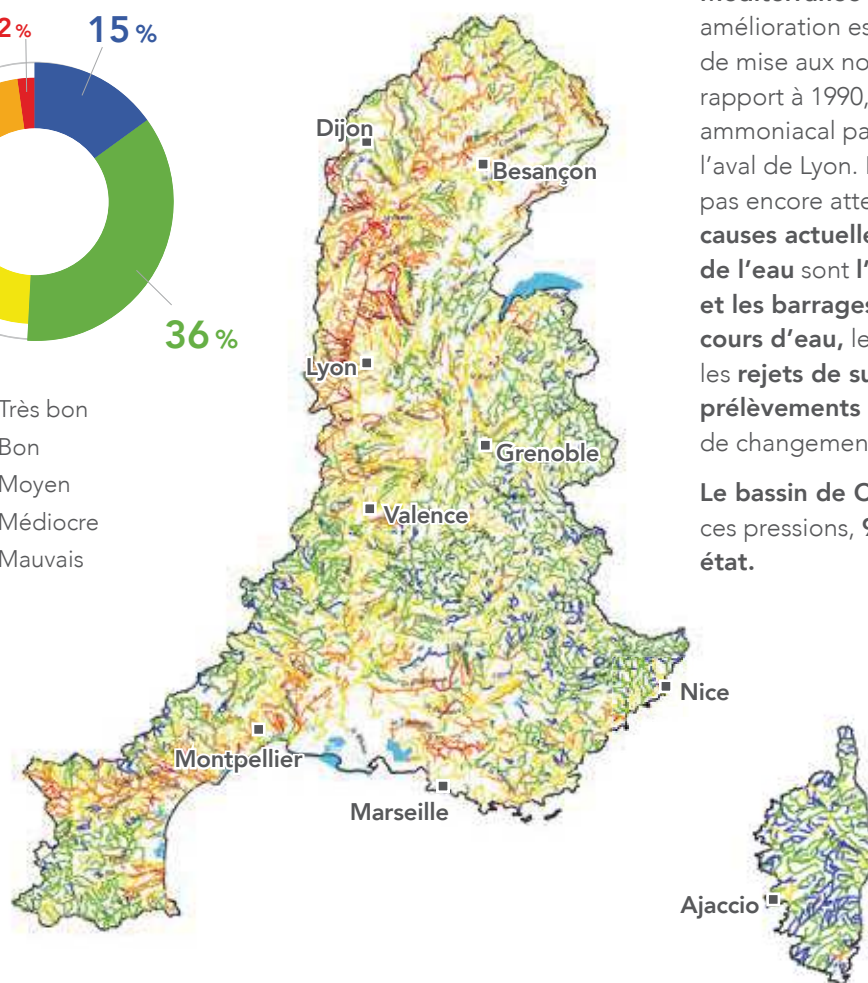 2 %
15 %
36 %
Très bon
Bon
Moyen
Médiocre
Mauvais
Dijon
Besançon
Lyon
Grenoble
Valence
Nice
Montpellier
Marseille
Ajaccio
amélioration es
de mise aux no
rapport à 1990,
ammoniacal pa
l'aval de Lyon.
pas encore atte
causes actuelle
de l'eau sont l'
et les barrages
cours d'eau, le
les rejets de su
prélèvements
de changemen
Le bassin de C
ces pressions, 9
état.